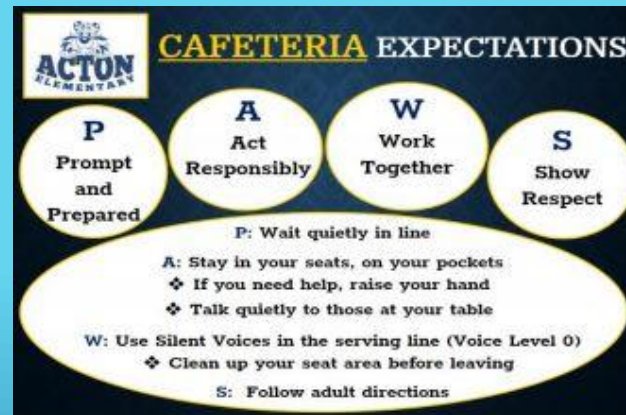 ACTON
ELEMENTARY
CAFETERIA EXPECTATIONS
P
Prompt
and
Prepared
A
Act
Responsibly
W
Work
Together
S
Show
Respect
P: Wait quietly in line
A: Stay in your seats, on your pockets
❖ If you need help, raise your hand
❖ Talk quietly to those at your table
W: Use Silent Voices in the serving line (Voice Level 0)
❖ Clean up your seat area before leaving
S: Follow adult directions